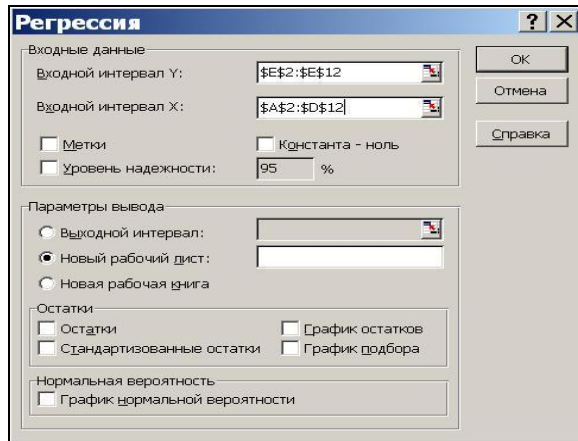 Регрессия ? X
Входные данные
Входной интервал Y: $E$2:$E$12
Входной интервал X: $A$2:$D$12
Метки Константа - ноль
Уровень надежности: 95 %
OK
Отмена
Справка
Параметры вывода
Выходной интервал:
Новый рабочий лист:
Новая рабочая книга
Остатки
Остатки График остатков
Стандартизованные остатки График подбора
Нормальная вероятность
График нормальной вероятности